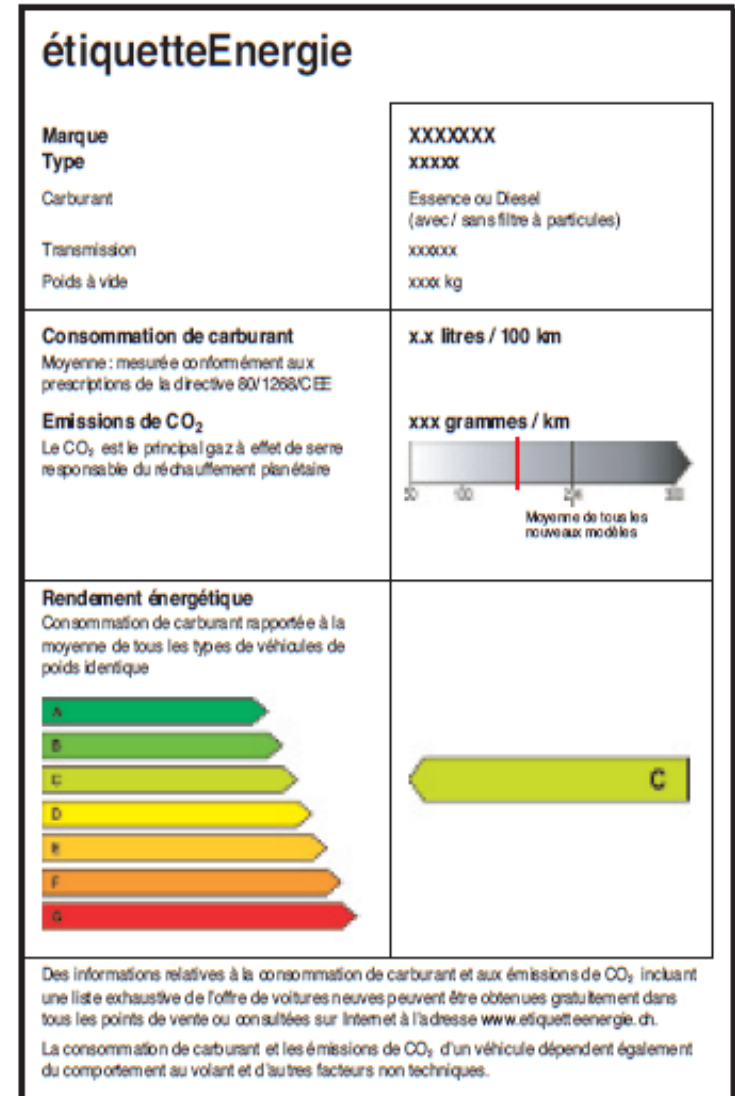 étiquetteEnergie
Marque XXXXXXX
Type xxxxx
Carburant Essence ou Diesel
(avec / sans filtre à particules)
Transmission xxxxxx
Poids à vide xxxx kg
Consommation de carburant x.x litres / 100 km
Moyenne : mesurée conformément aux
prescriptions de la directive 80/1268/CEE
Emissions de CO₂ xxx grammes / km
Le CO₂ est le principal gaz à effet de serre
responsable du réchauffement planétaire
50 100 300
Moyenne de tous les
nouveaux modèles
Rendement énergétique
Consommation de carburant rapportée à la
moyenne de tous les types de véhicules de
poids identique
A
B
C
D
E
F
G
C
Des informations relatives à la consommation de carburant et aux émissions de CO₂ incluant
une liste exhaustive de l'offre de voitures neuves peuvent être obtenues gratuitement dans
tous les points de vente ou consultées sur Internet à l'adresse www.etiquetteenergie.ch.
La consommation de carburant et les émissions de CO₂ d'un véhicule dépendent également
du comportement au volant et d'autres facteurs non techniques.